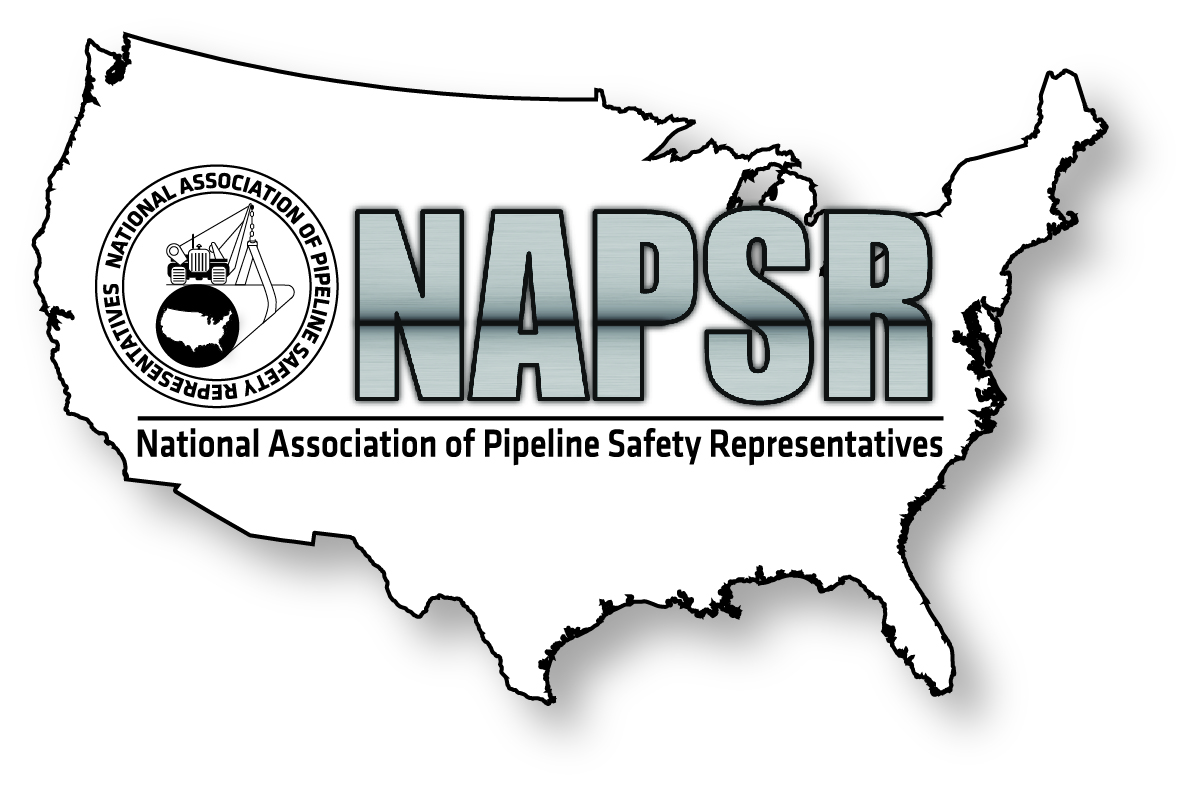 NATIONAL ASSOCIATION OF PIPELINE SAFETY REPRESENTATIVES
NAPSR
National Association of Pipeline Safety Representatives